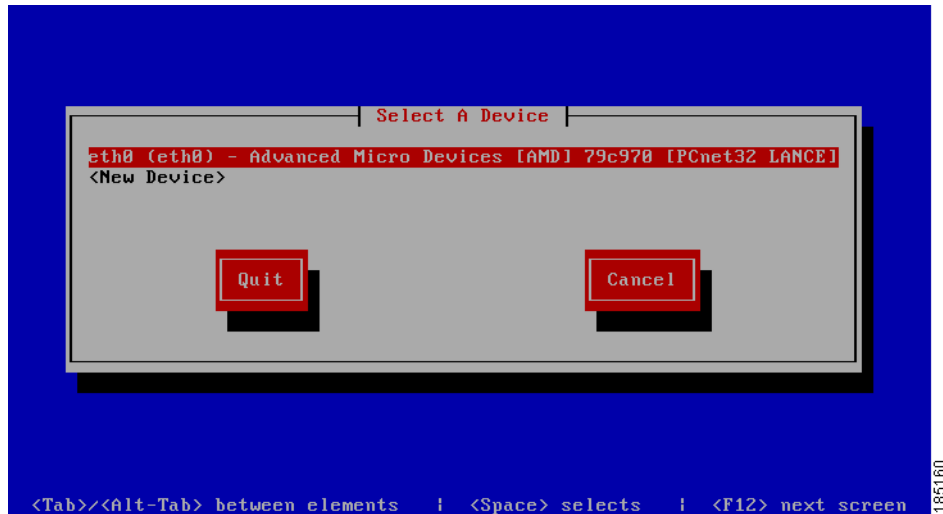 Select A Device
eth0 (eth0) - Advanced Micro Devices [AMD] 79c970 [PCnet32 LANCE]
<New Device>
Quit
Cancel
<Tab>/<Alt-Tab> between elements | <Space> selects | <F12> next screen
185160